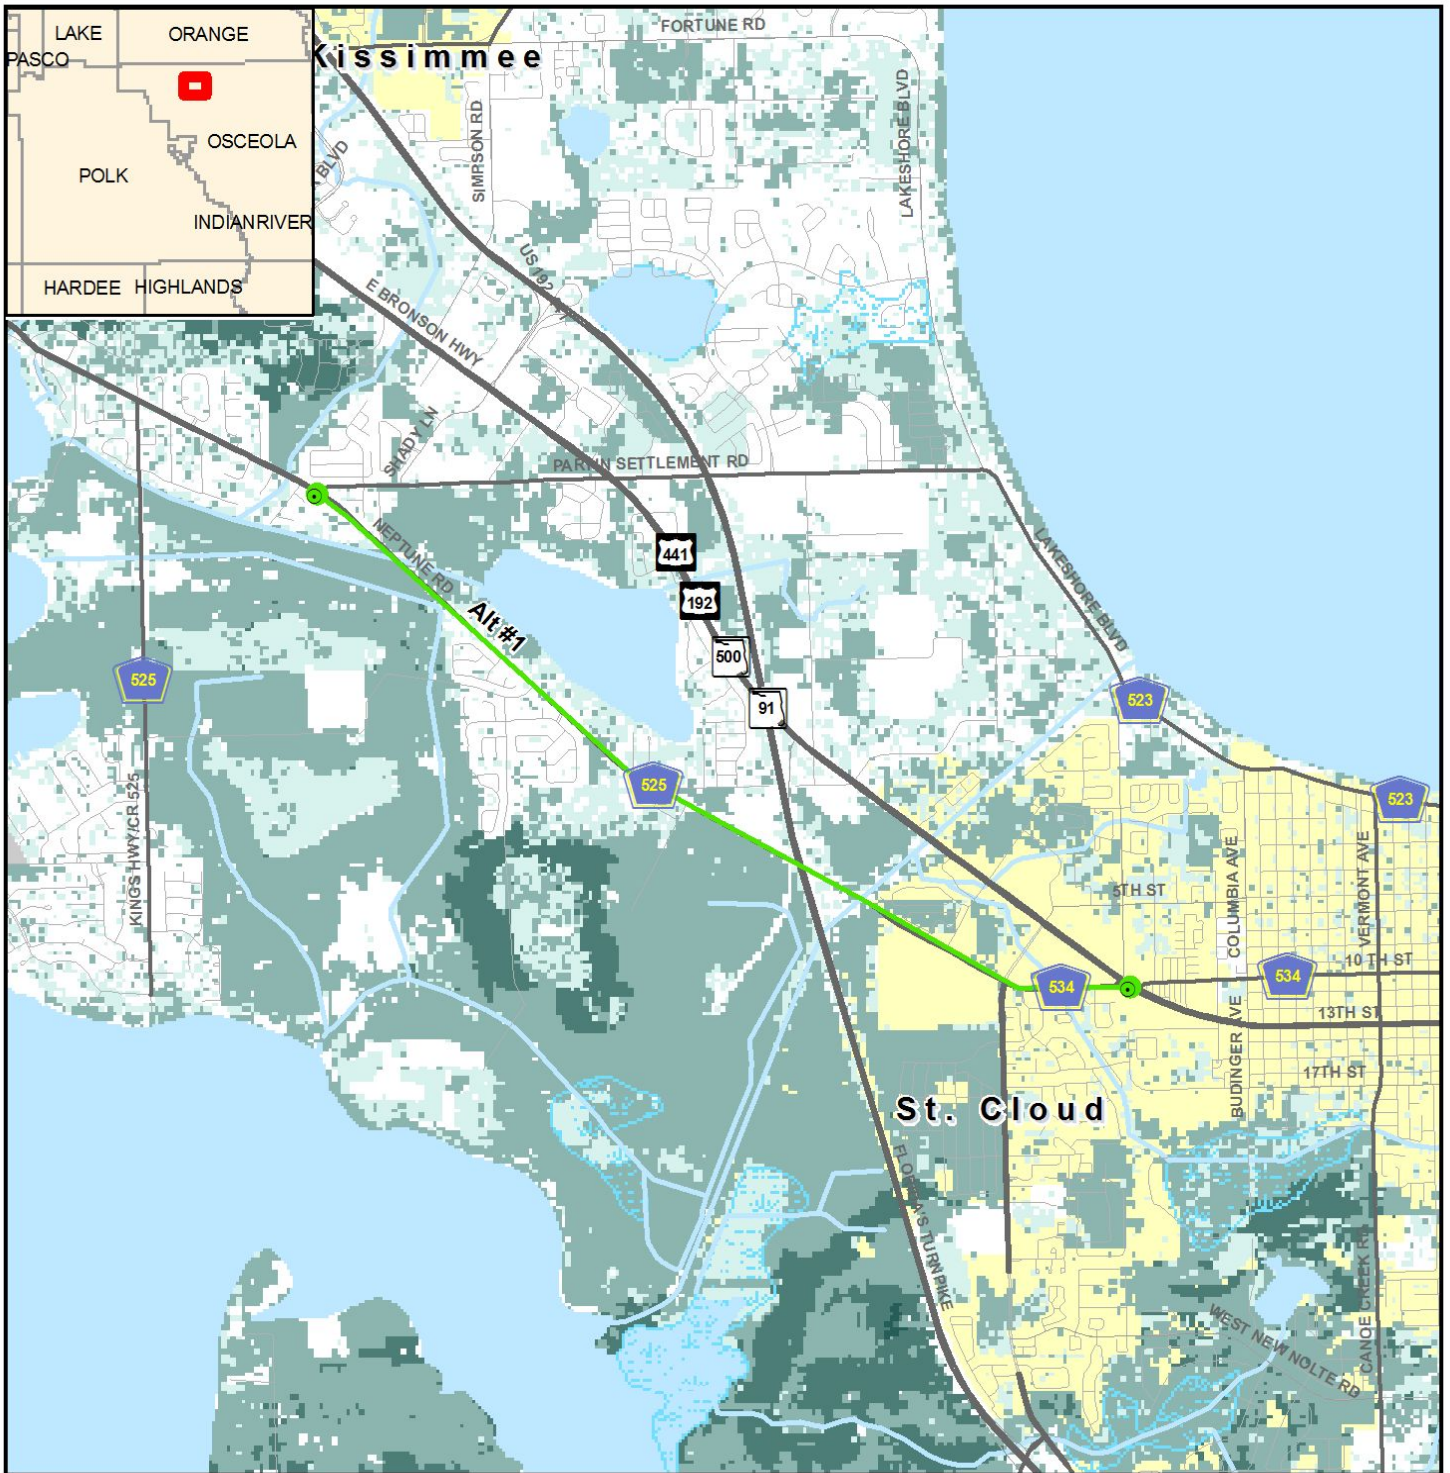 LAKE
ORANGE
PASCO
OSCEOLA
POLK
INDIANRIVER
HARDEE
HIGHLANDS
Kissimmee
FORTUNE RD
SIMPSON RD
LAKESHORE BLVD
BLVD
US 192
E BRONSON HWY
SHADY LN
PARTIN SETTLEMENT RD
NEPTUNE RD
Alt #1
441
192
500
91
LAKESHORE BLVD
525
523
525
523
KINGS HWY/CR 525
5TH ST
COLUMBIA AVE
VERMONT AVE
10 TH ST
534
534
13TH ST
BUDINGER AVE
17TH ST
St. Cloud
FLORIDA'S TURNPIKE
WEST NEW NOLTE RD
CANOE CREEK RD